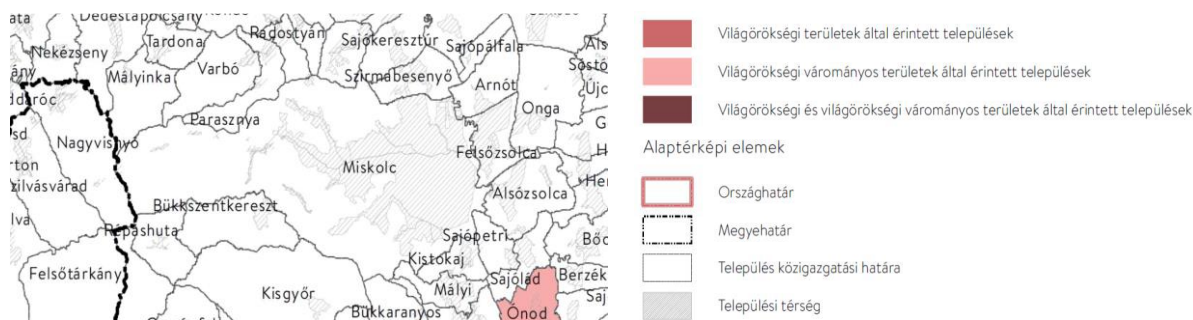 Dédestapolcsány
Radostyán
Sajókeresztúr
Sajópálfala
Nekézseny
Tardona
Mályinka
Varbó
Szirmabesenyő
Arnót
Onga
Parasznya
Nagyvisnyó
Miskolc
Felsőzsolca
Alsózsolca
Bükkszentkereszt
Répáshuta
Sajópetri
Kistokaj
Felsőtárkány
Kisgyőr
Mályi
Sajólád
Berzék
Bükkaranyos
Ónod
Világörökségi területek által érintett települések
Világörökségi várományos területek által érintett települések
Világörökségi és világörökségi várományos területek által érintett települések
Alaptérképi elemek
Országhatár
Megyehatár
Település közigazgatási határa
Települési térség